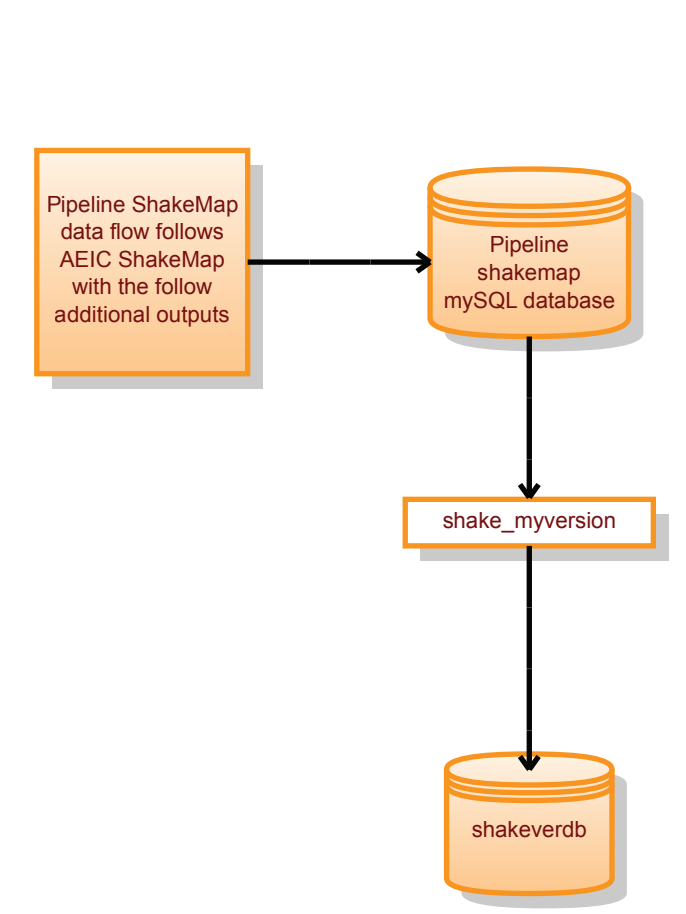 Pipeline ShakeMap
data flow follows
AEIC ShakeMap
with the follow
additional outputs
Pipeline
shakemap
mySQL database
shake_myversion
shakeverdb